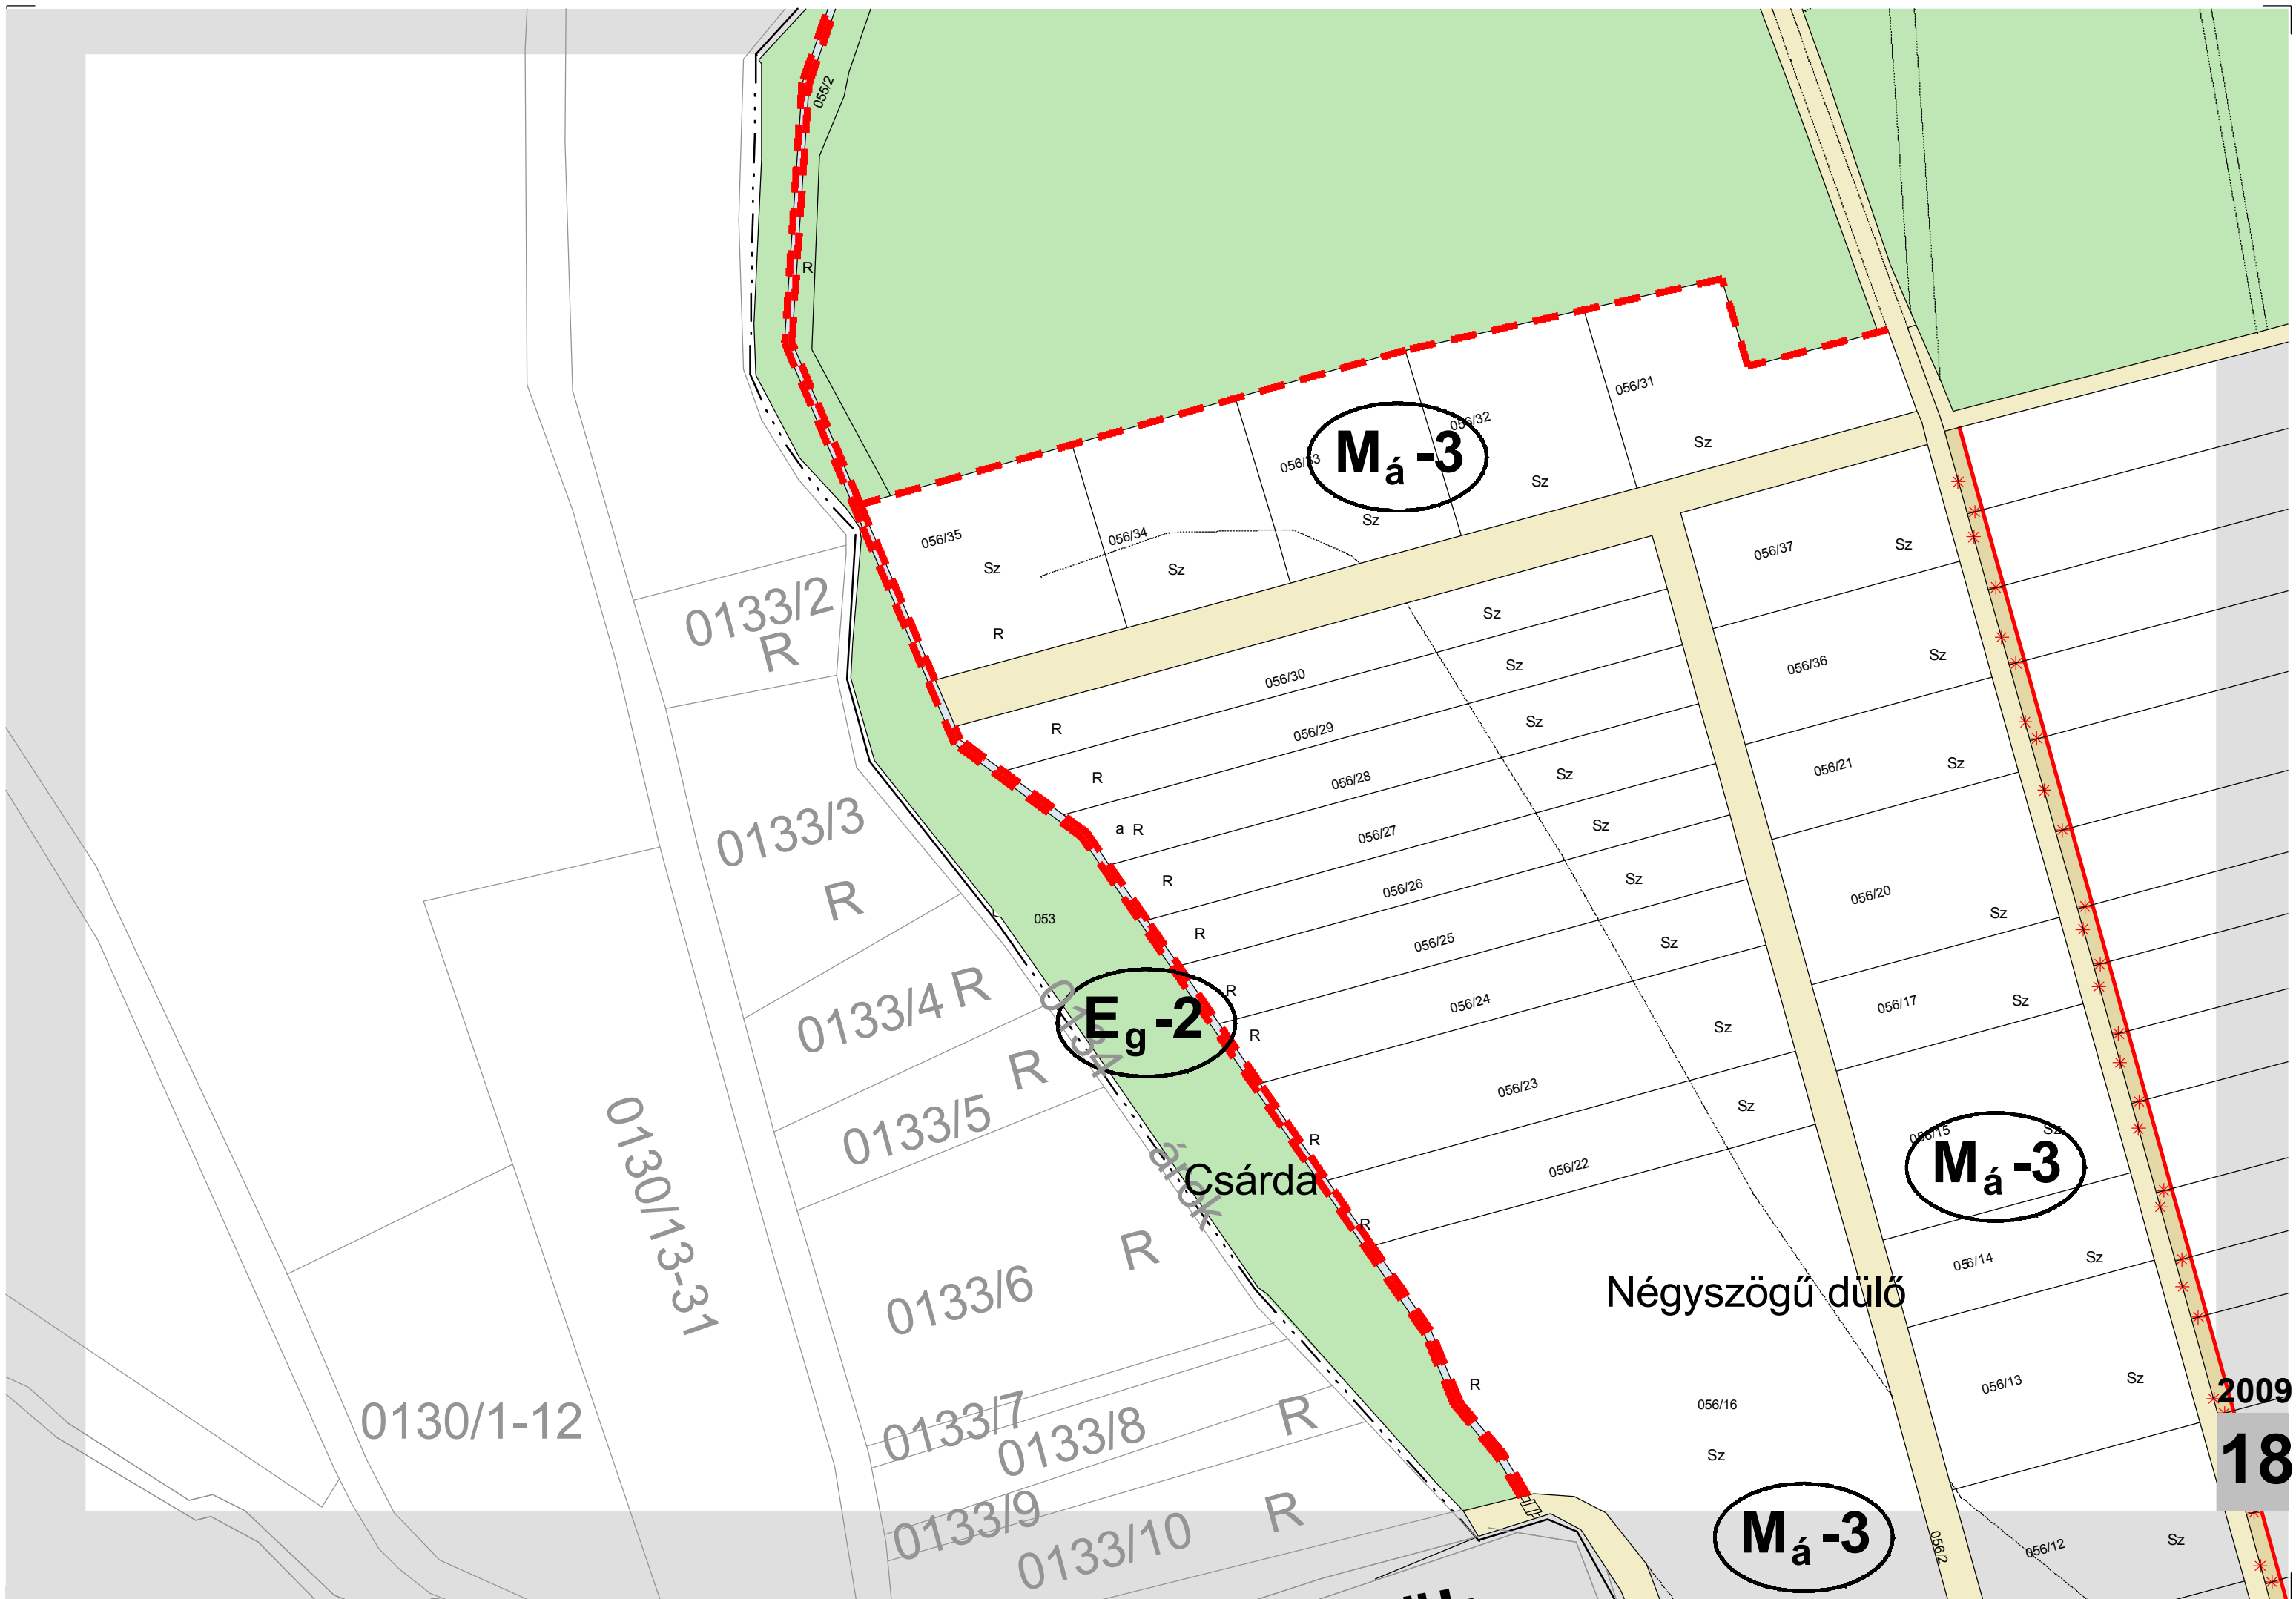 055/2
R
056/31
056/32
Má-3
056/33
Sz
Sz
Sz
056/34
056/35
Sz
Sz
R
056/37
Sz
0133/2
R
Sz
056/30
R
056/36
Sz
Sz
056/29
R
Sz
056/28
a R
056/21
Sz
Sz
056/27
R
Sz
056/26
R
0133/3
R
056/20
Sz
Sz
056/25
R
053
Sz
056/24
R
056/17
Sz
0133/4 R
0134
Eg-2
Sz
056/23
R
0133/5
R
Sz
056/22
R
056/15
Sz
Má-3
árok
Csárda
0130/13-31
0133/6
R
056/14
Sz
Négyszögű dülő
056/13
Sz
2009
18
R
056/16
Sz
0130/1-12
0133/7
0133/8
R
0133/9
0133/10
R
Má-3
056/2
056/12
Sz